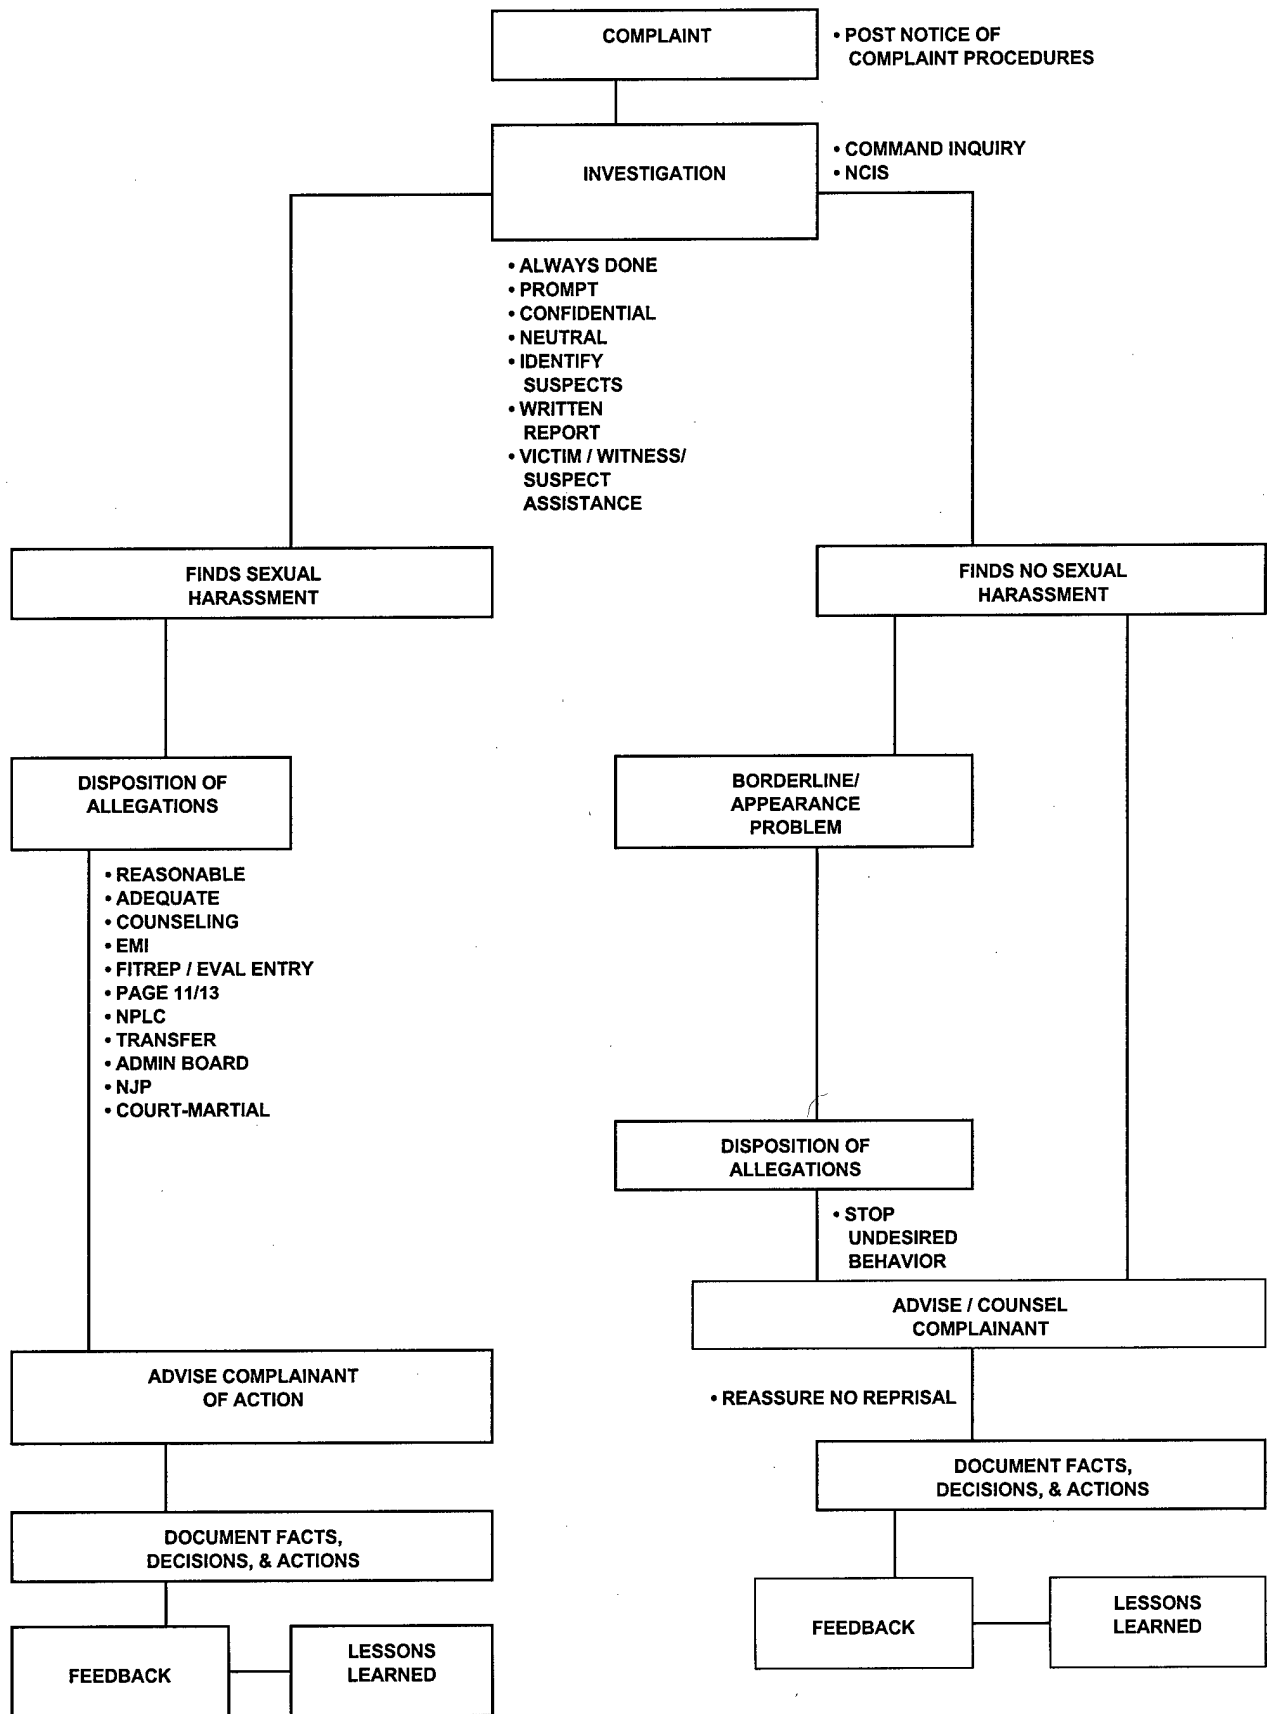 COMPLAINT
• POST NOTICE OF
COMPLAINT PROCEDURES
INVESTIGATION
• COMMAND INQUIRY
• NCIS
• ALWAYS DONE
• PROMPT
• CONFIDENTIAL
• NEUTRAL
• IDENTIFY
SUSPECTS
• WRITTEN
REPORT
• VICTIM / WITNESS/
SUSPECT
ASSISTANCE
FINDS SEXUAL
HARASSMENT
FINDS NO SEXUAL
HARASSMENT
DISPOSITION OF
ALLEGATIONS
• REASONABLE
• ADEQUATE
• COUNSELING
• EMI
• FITREP / EVAL ENTRY
• PAGE 11/13
• NPLC
• TRANSFER
• ADMIN BOARD
• NJP
• COURT-MARTIAL
BORDERLINE/
APPEARANCE
PROBLEM
DISPOSITION OF
ALLEGATIONS
• STOP
UNDESIRED
BEHAVIOR
ADVISE / COUNSEL
COMPLAINANT
ADVISE COMPLAINANT
OF ACTION
• REASSURE NO REPRISAL
DOCUMENT FACTS,
DECISIONS, & ACTIONS
DOCUMENT FACTS,
DECISIONS, & ACTIONS
FEEDBACK
LESSONS
LEARNED
FEEDBACK
LESSONS
LEARNED